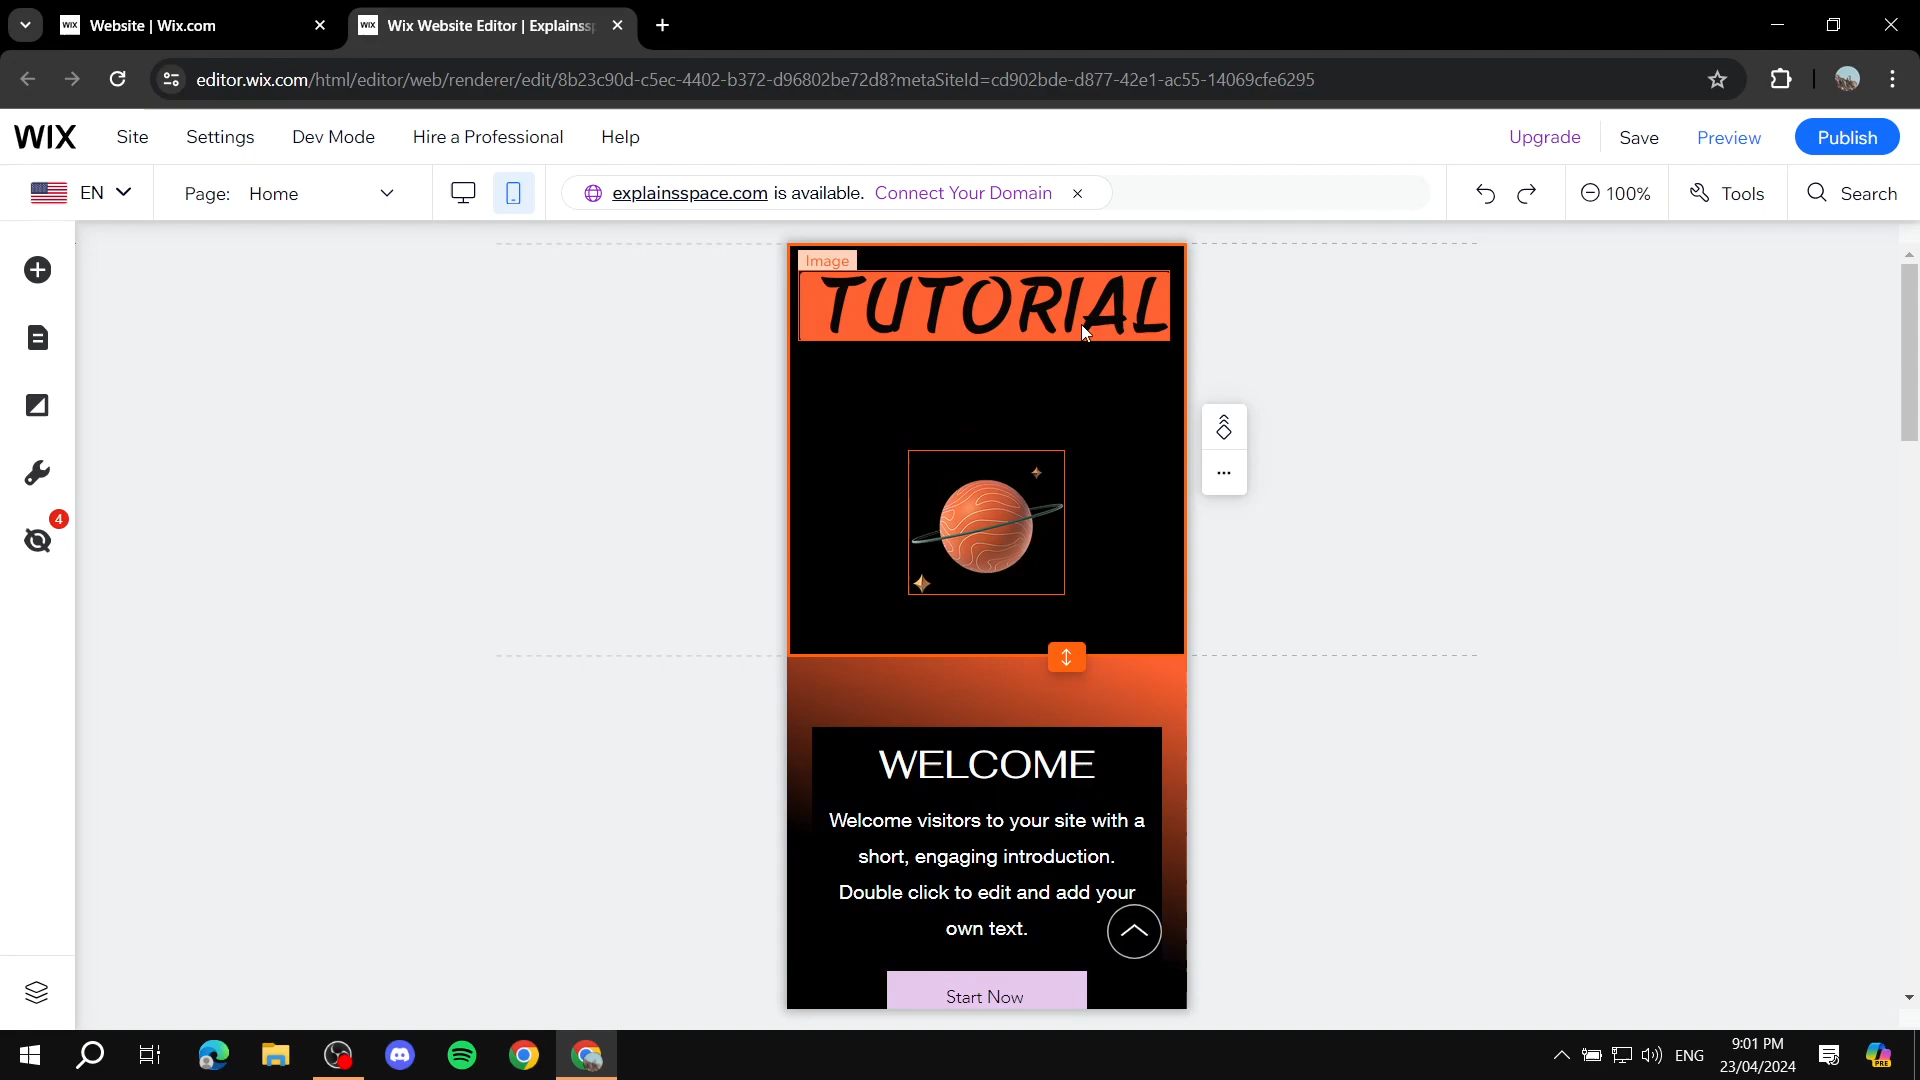 Website | Wix.com
Wix Website Editor | Explainss
editor.wix.com/html/editor/web/renderer/edit/8b23c90d-c5ec-4402-b372-d96802be72d8?metaSiteId=cd902bde-d877-42e1-ac55-14069cfe6295
WIX Site Settings Dev Mode Hire a Professional Help Upgrade Save Preview Publish
EN Page: Home explainsspace.com is available. Connect Your Domain 100% Tools Search
Image
TUTORIAL
4
WELCOME
Welcome visitors to your site with a
short, engaging introduction.
Double click to edit and add your
own text.
Start Now
ENG
9:01 PM
23/04/2024
PRE